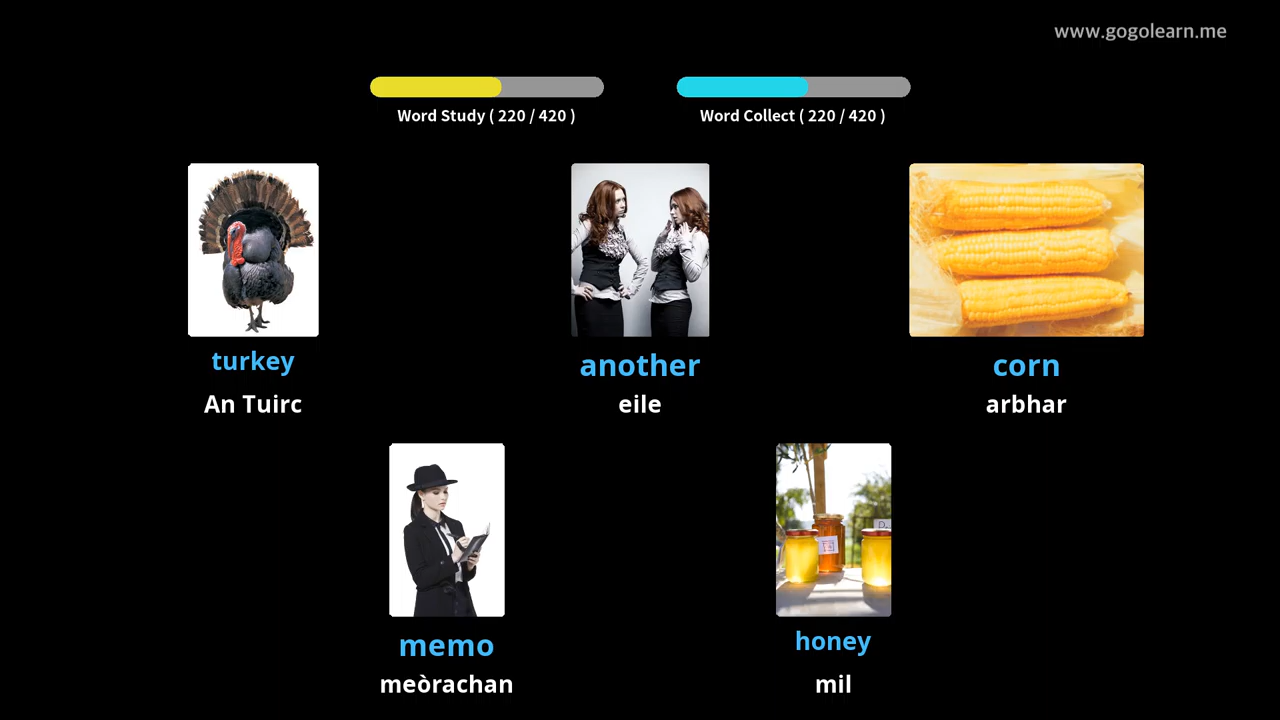 www.gogolearn.me
Word Study ( 220 / 420 )
Word Collect ( 220 / 420 )
turkey
An Tuirc
another
eile
corn
arbhar
memo
meòrachan
honey
mil